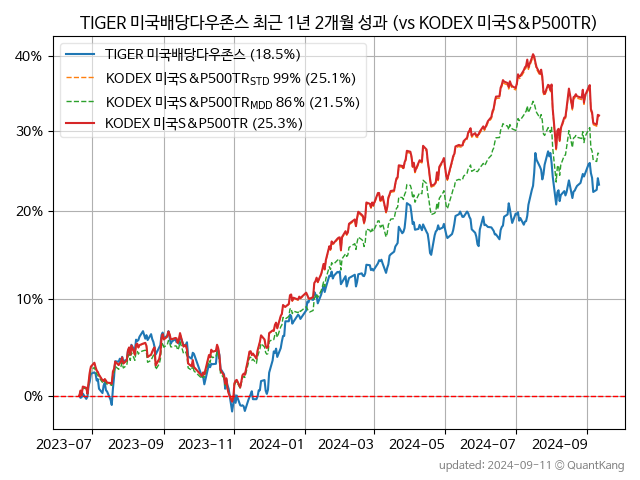 TIGER 미국배당다우존스 최근 1년 2개월 성과 (vs KODEX 미국S&P500TR)
TIGER 미국배당다우존스 (18.5%)
KODEX 미국S&P500TR_STD 99% (25.1%)
KODEX 미국S&P500TR_MDD 86% (21.5%)
KODEX 미국S&P500TR (25.3%)
40%
30%
20%
10%
0%
2023-07 2023-09 2023-11 2024-01 2024-03 2024-05 2024-07 2024-09
updated: 2024-09-11 © QuantKang